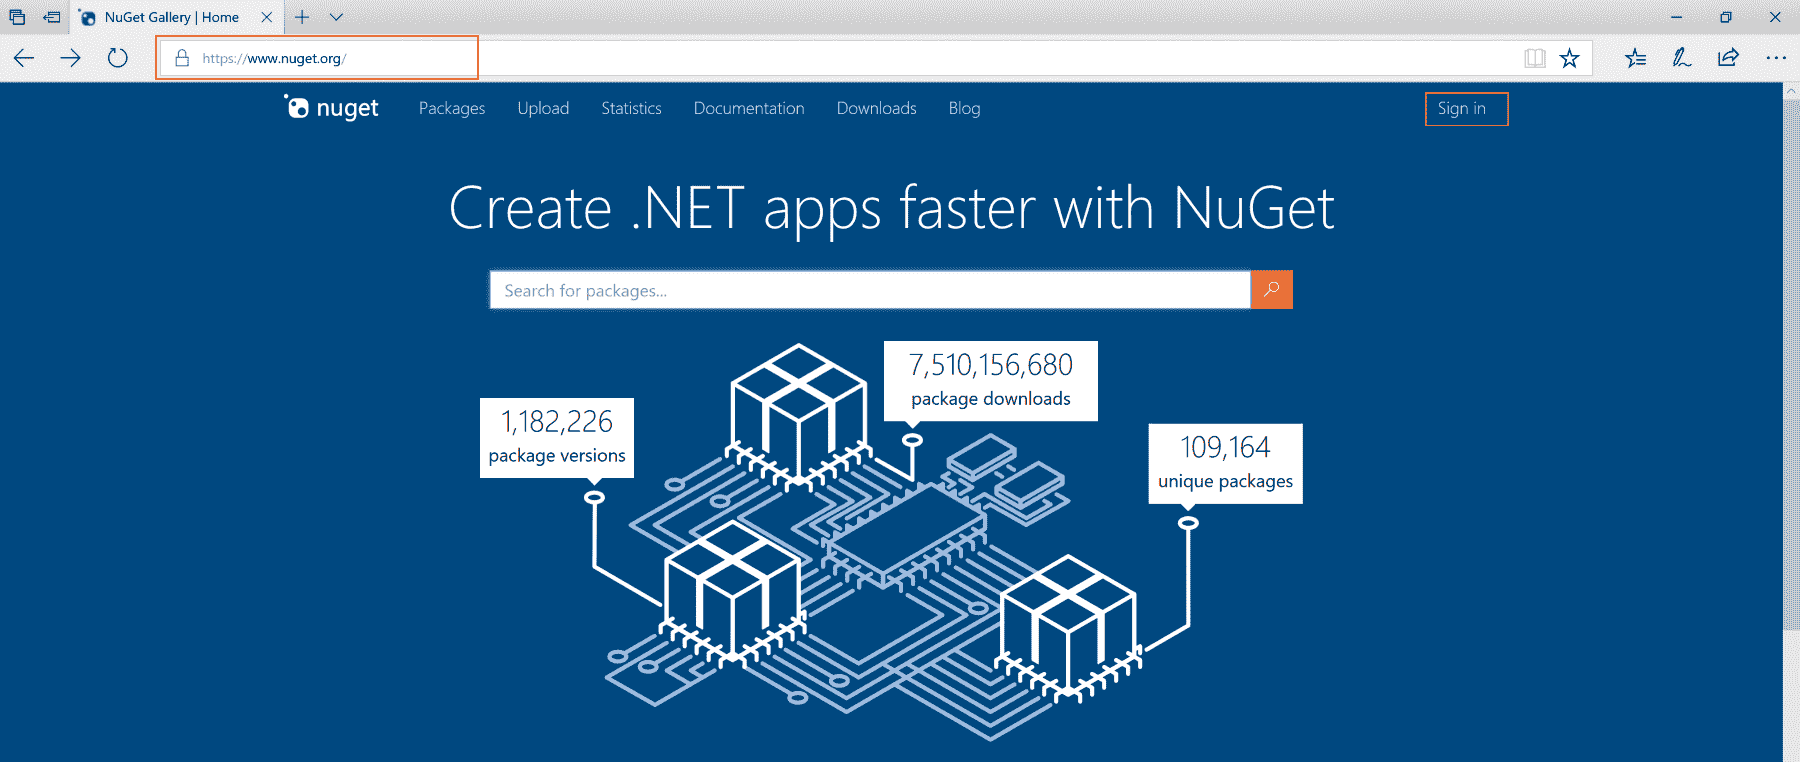 NuGet Gallery | Home
https://www.nuget.org/
nuget Packages Upload Statistics Documentation Downloads Blog Sign in
Create .NET apps faster with NuGet
Search for packages...
7,510,156,680
package downloads
1,182,226
package versions
109,164
unique packages